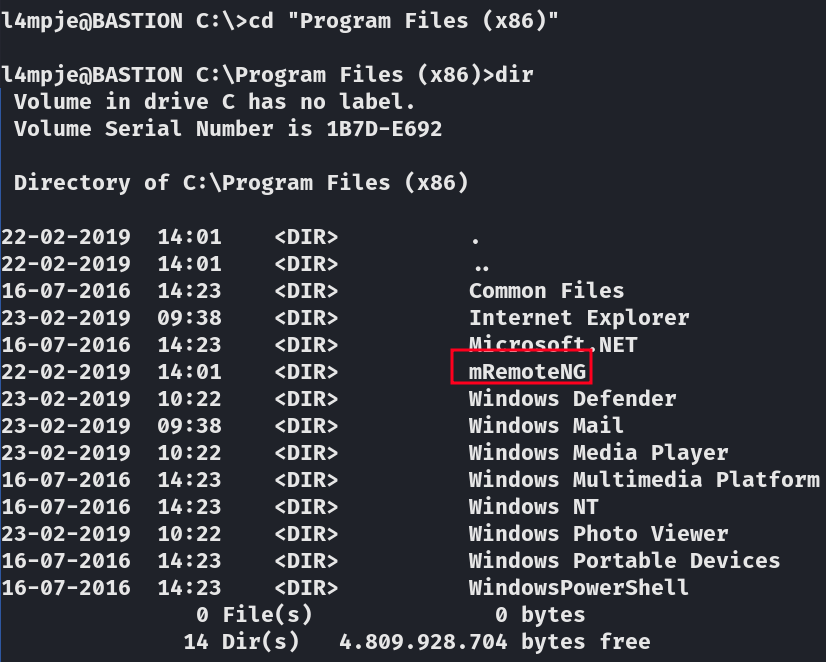 l4mpje@BASTION C:\>cd "Program Files (x86)"
l4mpje@BASTION C:\Program Files (x86)>dir
 Volume in drive C has no label.
 Volume Serial Number is 1B7D-E692
 Directory of C:\Program Files (x86)
22-02-2019  14:01    <DIR>          .
22-02-2019  14:01    <DIR>          ..
16-07-2016  14:23    <DIR>          Common Files
23-02-2019  09:38    <DIR>          Internet Explorer
16-07-2016  14:23    <DIR>          Microsoft.NET
22-02-2019  14:01    <DIR>          mRemoteNG
23-02-2019  10:22    <DIR>          Windows Defender
23-02-2019  09:38    <DIR>          Windows Mail
23-02-2019  10:22    <DIR>          Windows Media Player
16-07-2016  14:23    <DIR>          Windows Multimedia Platform
16-07-2016  14:23    <DIR>          Windows NT
23-02-2019  10:22    <DIR>          Windows Photo Viewer
16-07-2016  14:23    <DIR>          Windows Portable Devices
16-07-2016  14:23    <DIR>          WindowsPowerShell
               0 File(s)              0 bytes
              14 Dir(s)   4.809.928.704 bytes free